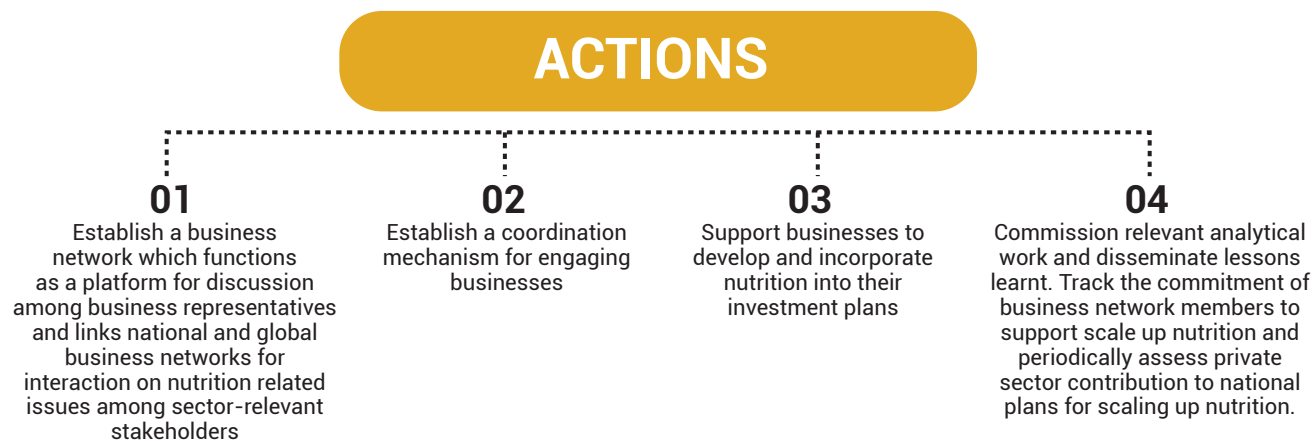 ACTIONS
01
Establish a business
network which functions
as a platform for discussion
among business representatives
and links national and global
business networks for
interaction on nutrition related
issues among sector-relevant
stakeholders
02
Establish a coordination
mechanism for engaging
businesses
03
Support businesses to
develop and incorporate
nutrition into their
investment plans
04
Commission relevant analytical
work and disseminate lessons
learnt. Track the commitment of
business network members to
support scale up nutrition and
periodically assess private
sector contribution to national
plans for scaling up nutrition.